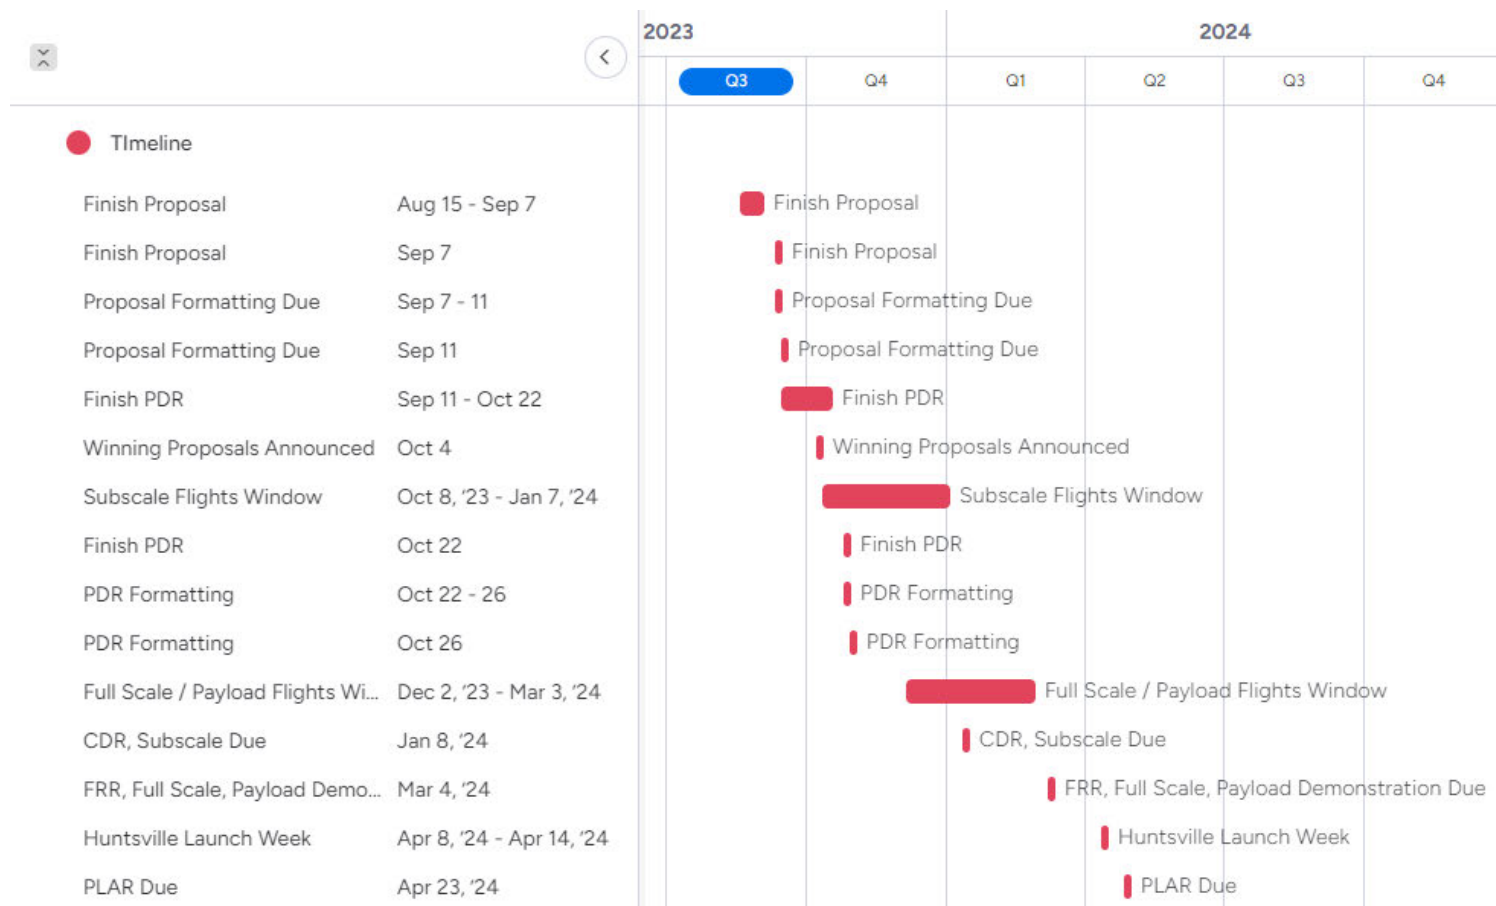 2023 2024
Q3 Q4 Q1 Q2 Q3 Q4
TImeline
Finish Proposal Aug 15 - Sep 7 Finish Proposal
Finish Proposal Sep 7 Finish Proposal
Proposal Formatting Due Sep 7 - 11 Proposal Formatting Due
Proposal Formatting Due Sep 11 Proposal Formatting Due
Finish PDR Sep 11 - Oct 22 Finish PDR
Winning Proposals Announced Oct 4 Winning Proposals Announced
Subscale Flights Window Oct 8, '23 - Jan 7, '24 Subscale Flights Window
Finish PDR Oct 22 Finish PDR
PDR Formatting Oct 22 - 26 PDR Formatting
PDR Formatting Oct 26 PDR Formatting
Full Scale / Payload Flights Wi... Dec 2, '23 - Mar 3, '24 Full Scale / Payload Flights Window
CDR, Subscale Due Jan 8, '24 CDR, Subscale Due
FRR, Full Scale, Payload Demo... Mar 4, '24 FRR, Full Scale, Payload Demonstration Due
Huntsville Launch Week Apr 8, '24 - Apr 14, '24 Huntsville Launch Week
PLAR Due Apr 23, '24 PLAR Due